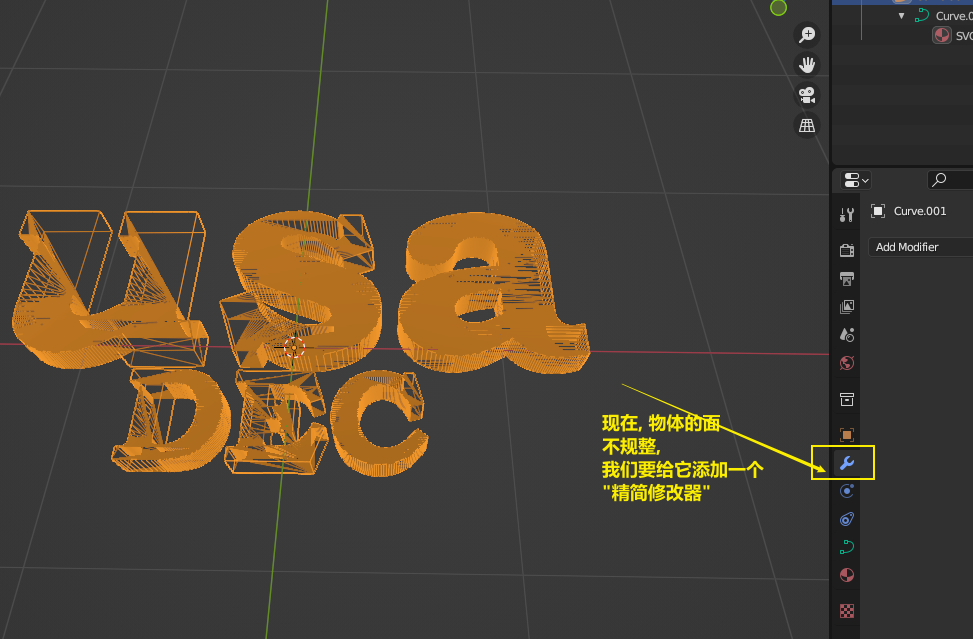 Curve.0
SVG
Curve.001
Add Modifier
usa
DEC
现在, 物体的面
不规整,
我们要给它添加一个
"精简修改器"